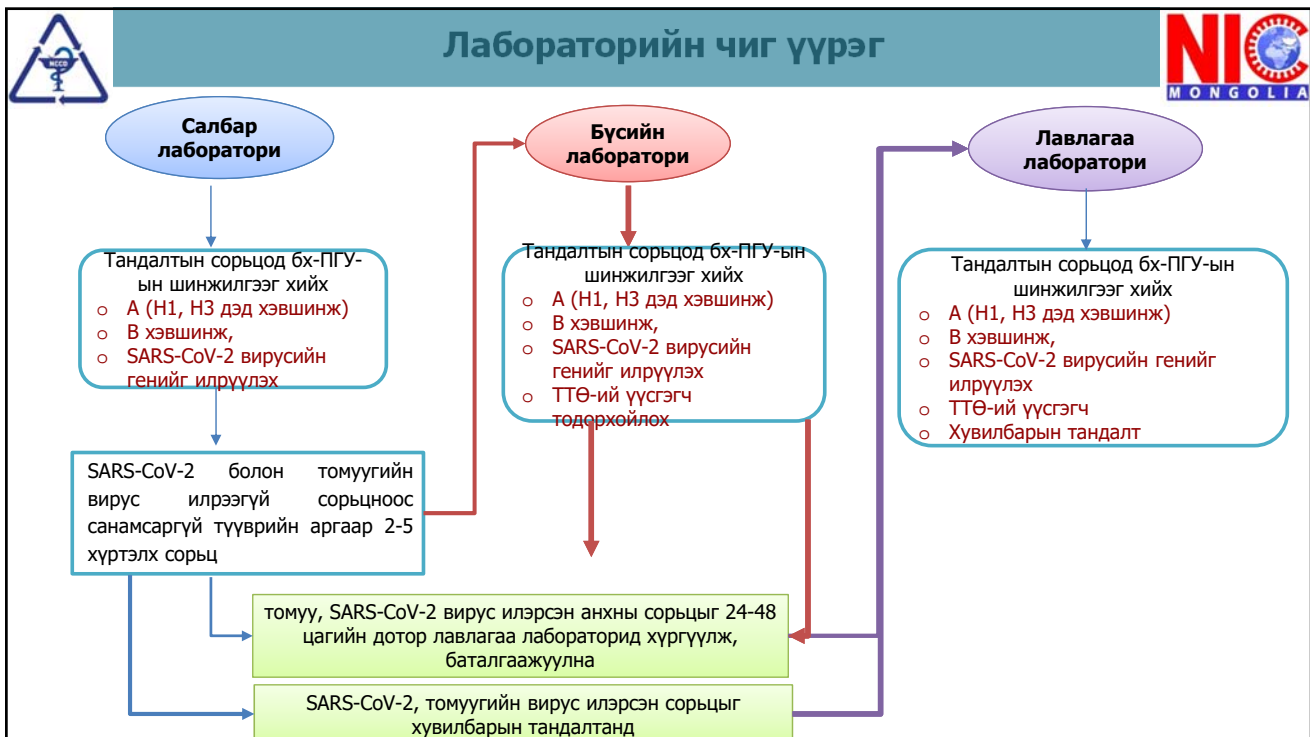 Лабораторийн чиг үүрэг
NCCD
NIC
MONGOLIA
Салбар
лаборатори
Бүсийн
лаборатори
Лавлагаа
лаборатори
Тандалтын сорьцод бх-ПГУ-
ын шинжилгээг хийх
o А (H1, H3 дэд хэвшинж)
o В хэвшинж,
o SARS-CoV-2 вирусийн
генийг илрүүлэх
Тандалтын сорьцод бх-ПГУ-ын
шинжилгээг хийх
o А (H1, H3 дэд хэвшинж)
o В хэвшинж,
o SARS-CoV-2 вирусийн
генийг илрүүлэх
o ТТӨ-ий үүсгэгч
тодорхойлох
Тандалтын сорьцод бх-ПГУ-ын
шинжилгээг хийх
o А (H1, H3 дэд хэвшинж)
o В хэвшинж,
o SARS-CoV-2 вирусийн генийг
илрүүлэх
o ТТӨ-ий үүсгэгч
o Хувилбарын тандалт
SARS-CoV-2 болон томуугийн
вирус илрээгүй сорьцноос
санамсаргүй түүврийн аргаар 2-5
хүртэлх сорьц
томуу, SARS-CoV-2 вирус илэрсэн анхны сорьцыг 24-48
цагийн дотор лавлагаа лабораторид хүргүүлж,
баталгаажуулна
SARS-CoV-2, томуугийн вирус илэрсэн сорьцыг
хувилбарын тандалтанд